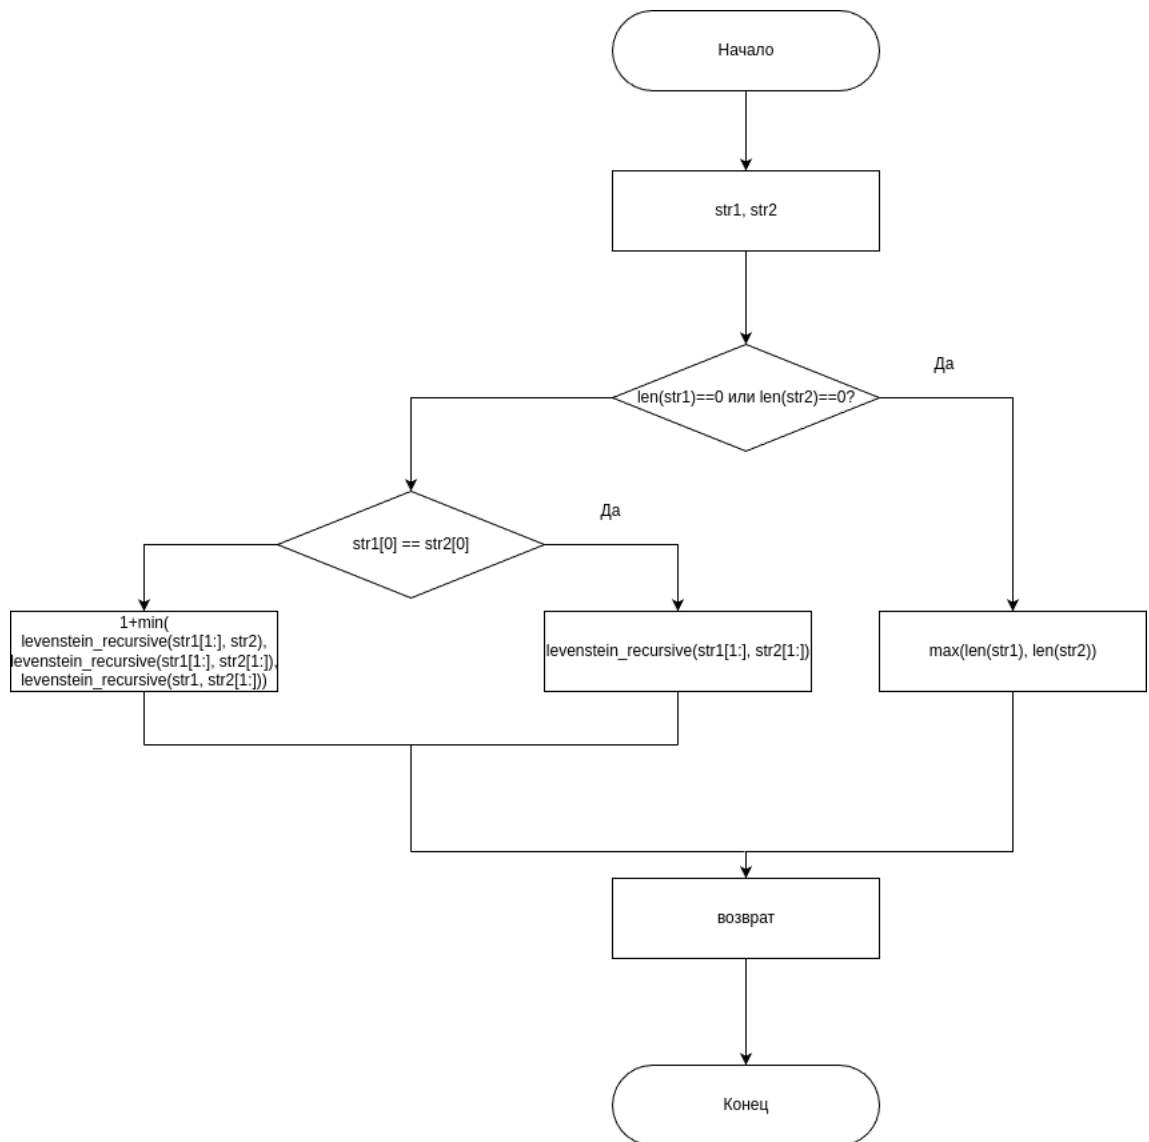 Начало
str1, str2
Да
len(str1)==0 или len(str2)==0?
Да
str1[0] == str2[0]
1+min(
levenstein_recursive(str1[1:], str2),
levenstein_recursive(str1[1:], str2[1:]),
levenstein_recursive(str1, str2[1:]))
levenstein_recursive(str1[1:], str2[1:])
max(len(str1), len(str2))
возврат
Конец